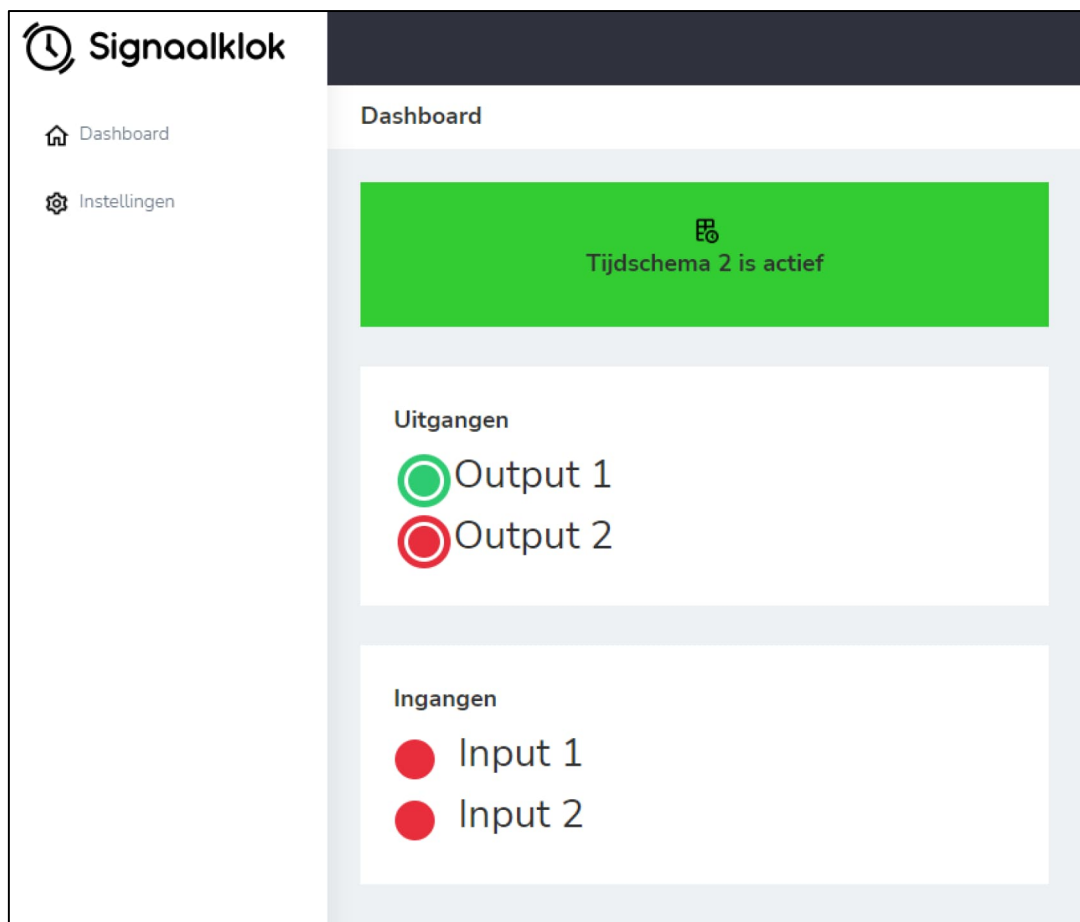 Signaalklok
Dashboard
Instellingen
Dashboard
Tijdschema 2 is actief
Uitgangen
Output 1
Output 2
Ingangen
Input 1
Input 2